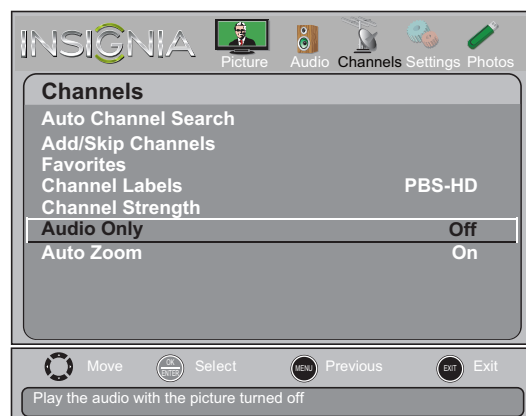 INSIGNIA
Picture Audio Channels Settings Photos
Channels
Auto Channel Search
Add/Skip Channels
Favorites
Channel Labels PBS-HD
Channel Strength
Audio Only Off
Auto Zoom On
Move OK ENTER Select MENU Previous EXIT Exit
Play the audio with the picture turned off